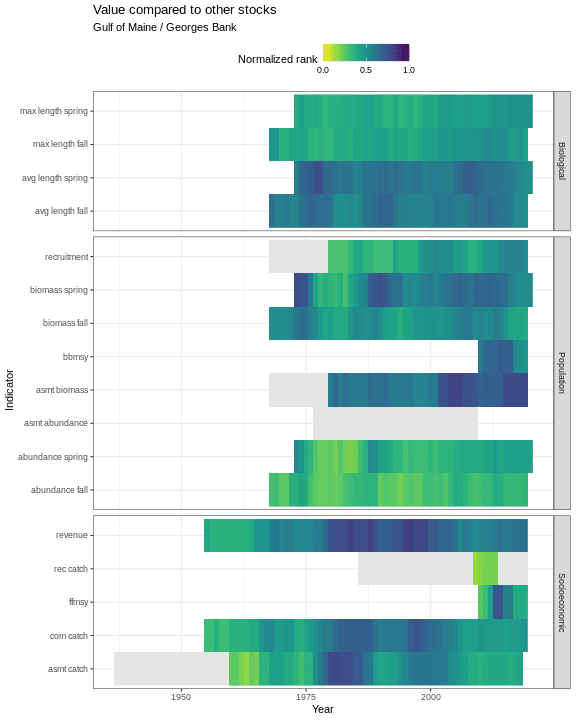 Value compared to other stocks
Gulf of Maine / Georges Bank
Normalized rank
0.0 0.5 1.0
max length spring
max length fall
avg length spring
avg length fall
Biological
recruitment
biomass spring
biomass fall
bbmsy
asmt biomass
asmt abundance
abundance spring
abundance fall
Population
revenue
rec catch
ffmsy
com catch
asmt catch
Socioeconomic
Indicator
1950 1975 2000
Year